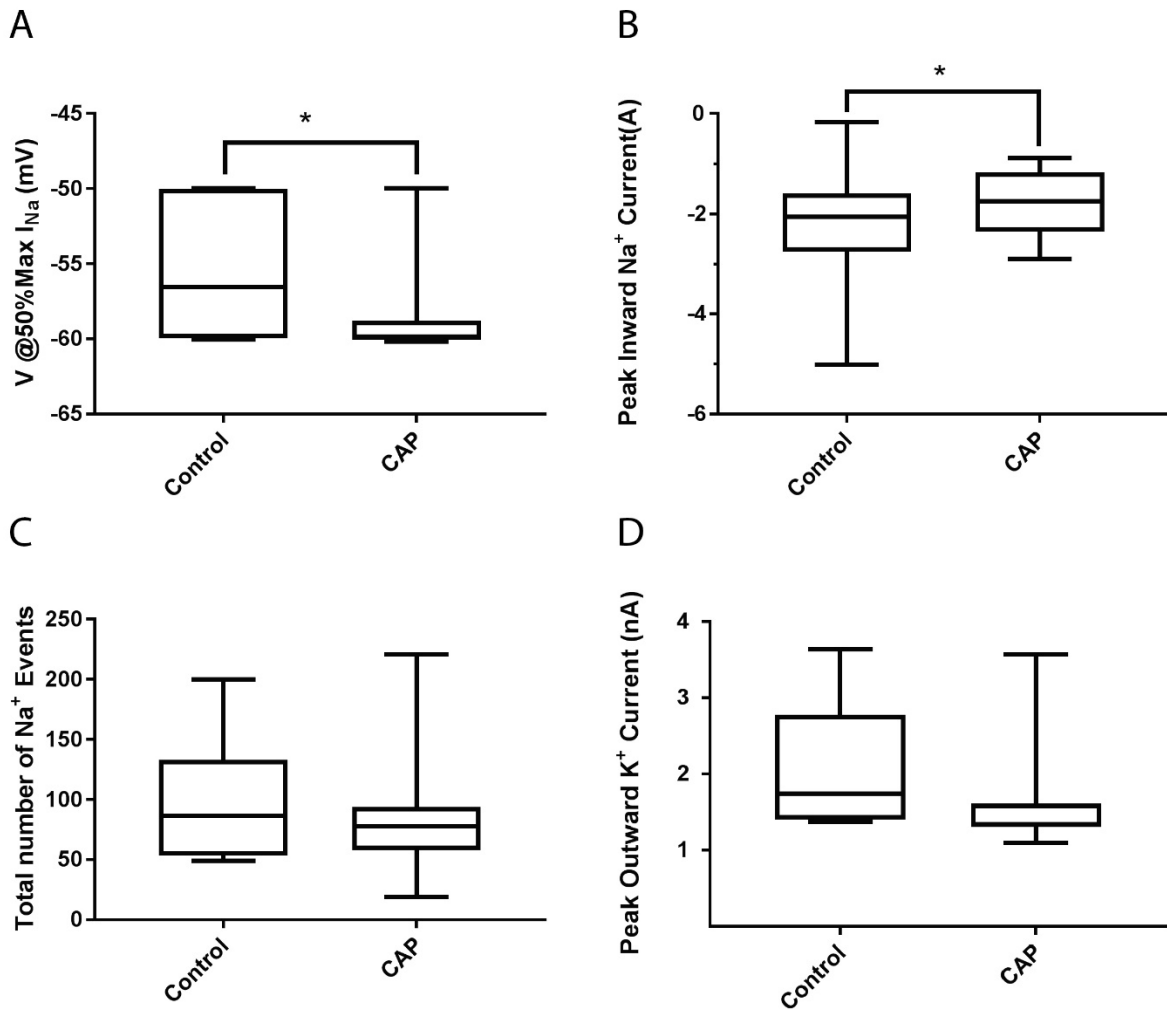 A
V @50%Max I_Na (mV)
-45
-50
-55
-60
-65
*
Control
CAP
B
Peak Inward Na⁺ Current(A)
0
-2
-4
-6
*
Control
CAP
C
Total number of Na⁺ Events
250
200
150
100
50
0
Control
CAP
D
Peak Outward K⁺ Current (nA)
4
3
2
1
Control
CAP